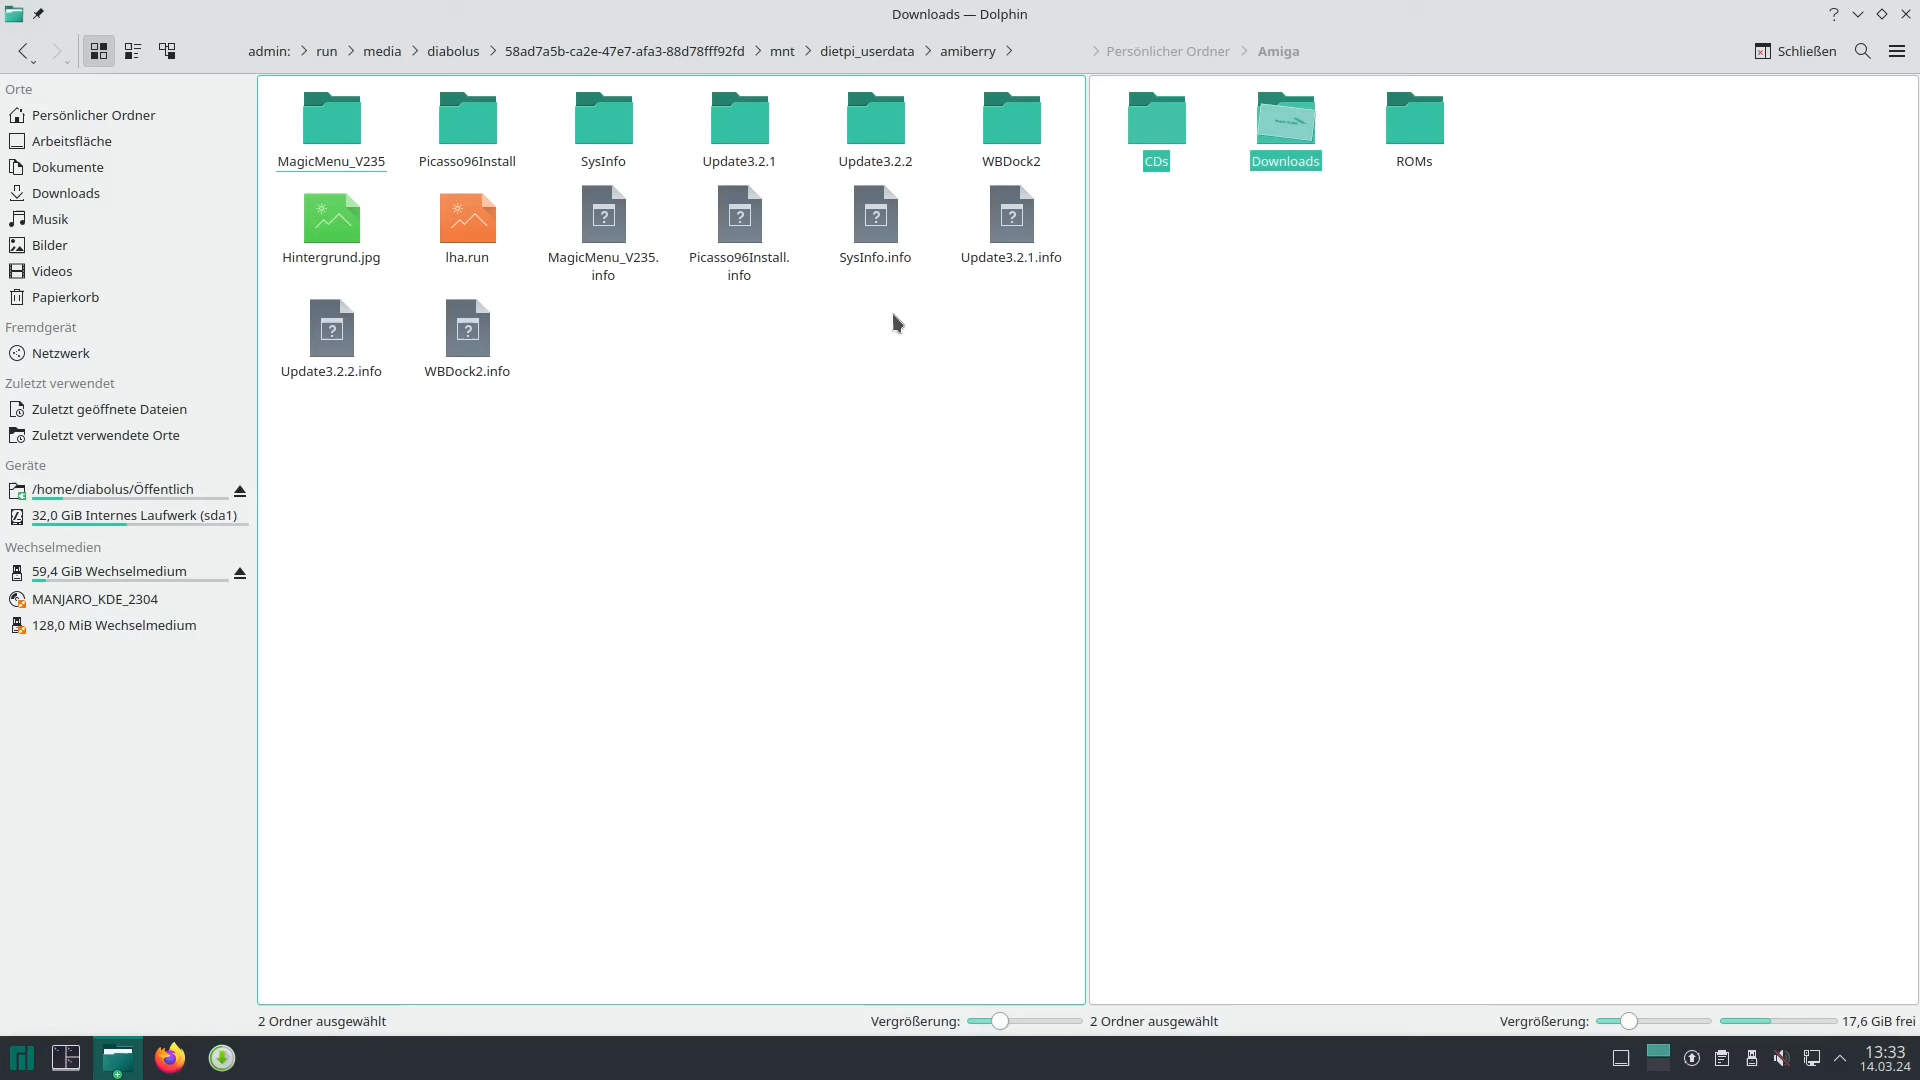 Downloads — Dolphin
admin: run media diabolus 58ad7a5b-ca2e-47e7-afa3-88d78fff92fd mnt dietpi_userdata amiberry
Persönlicher Ordner Amiga
Schließen
Orte
Persönlicher Ordner
Arbeitsfläche
Dokumente
Downloads
Musik
Bilder
Videos
Papierkorb
Fremdgerät
Netzwerk
Zuletzt verwendet
Zuletzt geöffnete Dateien
Zuletzt verwendete Orte
Geräte
/home/diabolus/Öffentlich
32,0 GiB Internes Laufwerk (sda1)
Wechselmedien
59,4 GiB Wechselmedium
MANJARO_KDE_2304
128,0 MiB Wechselmedium
MagicMenu_V235 Picasso96Install SysInfo Update3.2.1 Update3.2.2 WBDock2
Hintergrund.jpg lha.run MagicMenu_V235.info Picasso96Install.info SysInfo.info Update3.2.1.info
Update3.2.2.info WBDock2.info
CDs Downloads ROMs
2 Ordner ausgewählt Vergrößerung:
2 Ordner ausgewählt Vergrößerung: 17,6 GiB frei
13:33
14.03.24